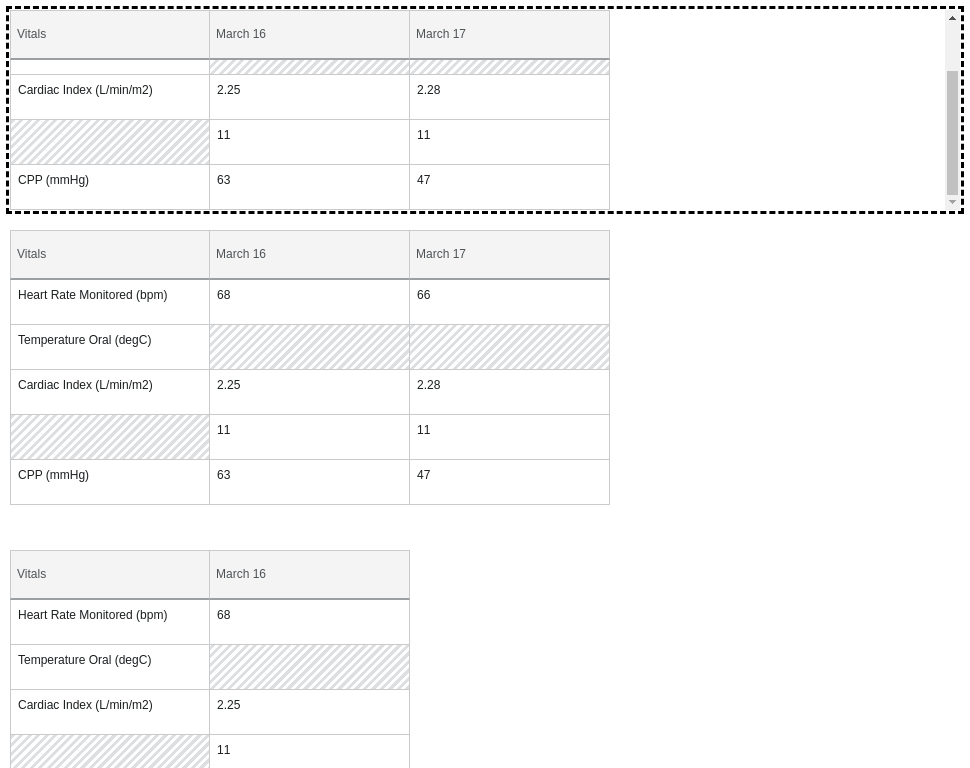 Vitals March 16 March 17
Cardiac Index (L/min/m2) 2.25 2.28
11 11
CPP (mmHg) 63 47
Vitals March 16 March 17
Heart Rate Monitored (bpm) 68 66
Temperature Oral (degC)
Cardiac Index (L/min/m2) 2.25 2.28
11 11
CPP (mmHg) 63 47
Vitals March 16
Heart Rate Monitored (bpm) 68
Temperature Oral (degC)
Cardiac Index (L/min/m2) 2.25
11